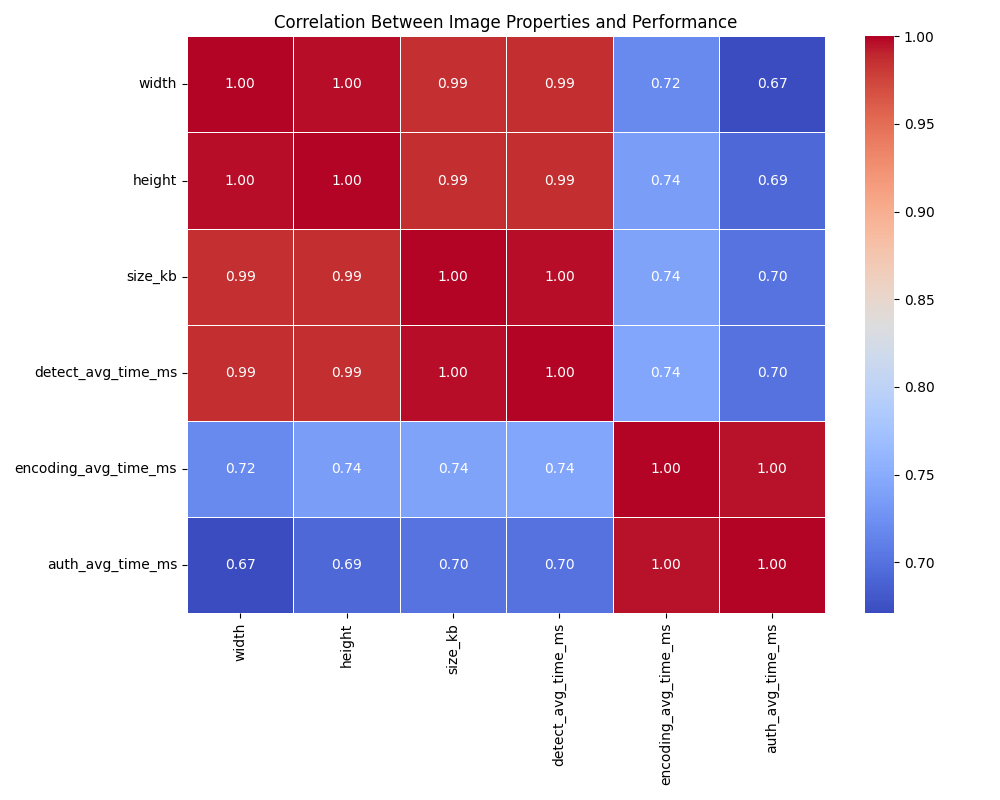 Correlation Between Image Properties and Performance
width 1.00 1.00 0.99 0.99 0.72 0.67
height 1.00 1.00 0.99 0.99 0.74 0.69
size_kb 0.99 0.99 1.00 1.00 0.74 0.70
detect_avg_time_ms 0.99 0.99 1.00 1.00 0.74 0.70
encoding_avg_time_ms 0.72 0.74 0.74 0.74 1.00 1.00
auth_avg_time_ms 0.67 0.69 0.70 0.70 1.00 1.00
width
height
size_kb
detect_avg_time_ms
encoding_avg_time_ms
auth_avg_time_ms
1.00
0.95
0.90
0.85
0.80
0.75
0.70